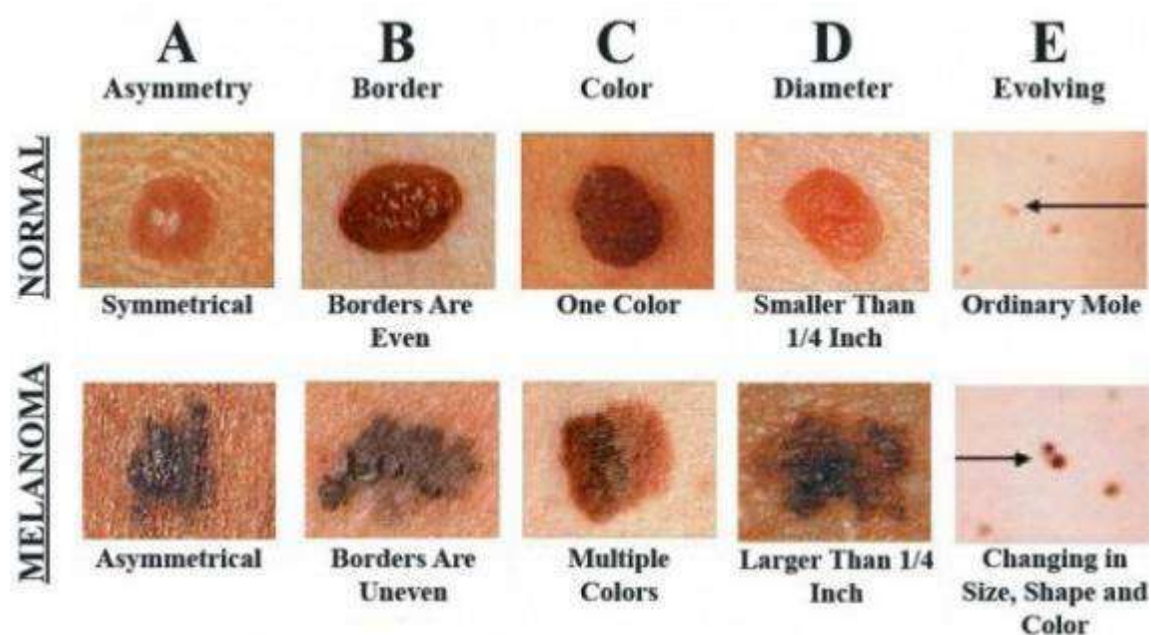 A B C D E
Asymmetry Border Color Diameter Evolving
NORMAL
Symmetrical Borders Are One Color Smaller Than Ordinary Mole
Even 1/4 Inch
MELANOMA
Asymmetrical Borders Are Multiple Larger Than 1/4 Changing in
Uneven Colors Inch Size, Shape and
Color